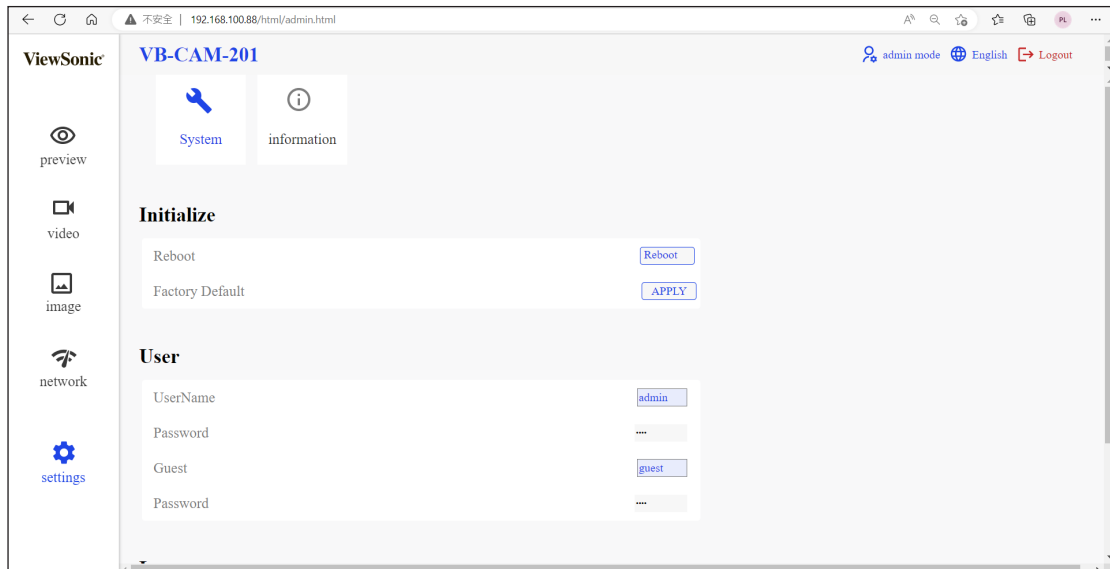 不安全 | 192.168.100.88/html/admin.html
PL
ViewSonic
VB-CAM-201
admin mode English Logout
System information
preview
video
image
network
settings
Initialize
Reboot Reboot
Factory Default APPLY
User
UserName admin
Password ••••
Guest guest
Password ••••